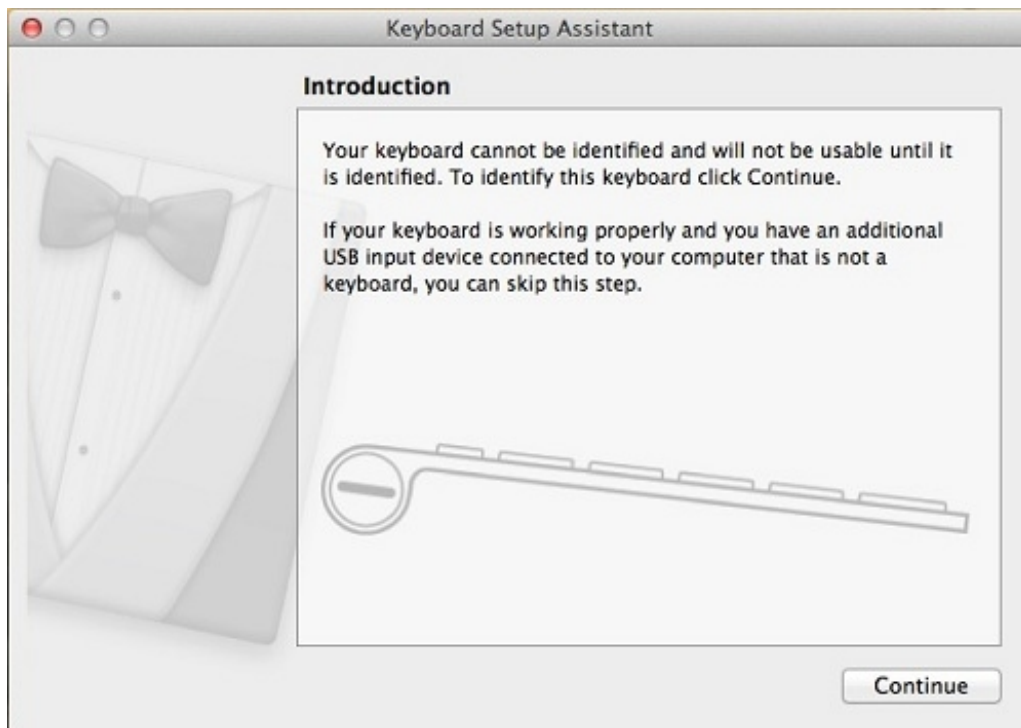 Keyboard Setup Assistant
Introduction
Your keyboard cannot be identified and will not be usable until it
is identified. To identify this keyboard click Continue.
If your keyboard is working properly and you have an additional
USB input device connected to your computer that is not a
keyboard, you can skip this step.
Continue